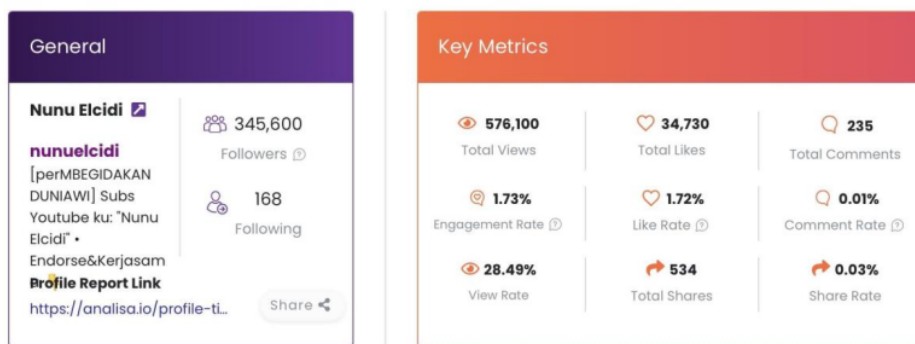 General
Nunu Elcidi
nunuelcidi
[perMBEGIDAKAN
DUNIAWI] Subs
Youtube ku: "Nunu
Elcidi" •
Endorse&Kerjasam
Profile Report Link
https://analisa.io/profile-ti...
345,600
Followers
168
Following
Share
Key Metrics
576,100
Total Views
34,730
Total Likes
235
Total Comments
1.73%
Engagement Rate
1.72%
Like Rate
0.01%
Comment Rate
28.49%
View Rate
534
Total Shares
0.03%
Share Rate